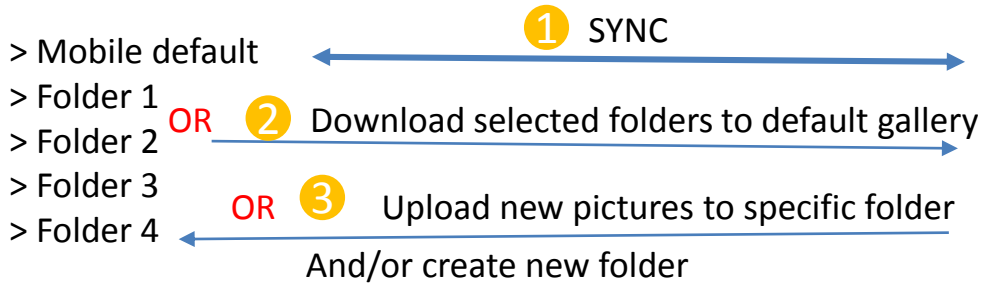 1 SYNC
> Mobile default
> Folder 1
OR 2 Download selected folders to default gallery
> Folder 2
> Folder 3
OR 3 Upload new pictures to specific folder
> Folder 4
And/or create new folder